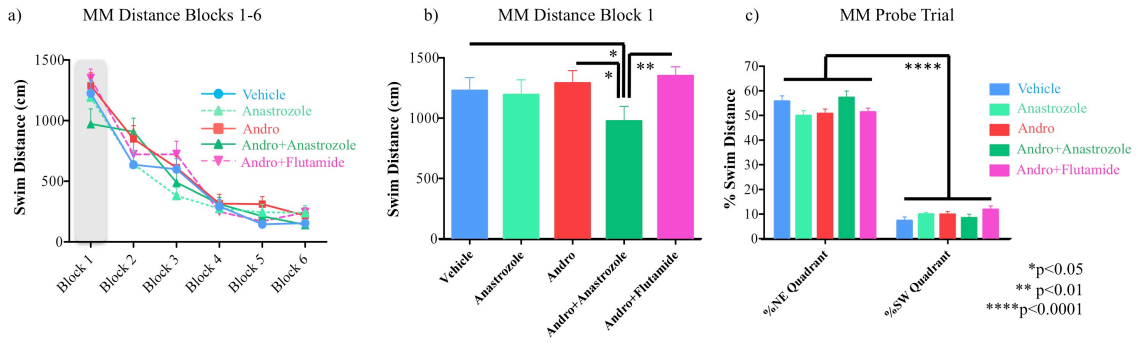 a)
MM Distance Blocks 1-6
Swim Distance (cm)
1500
1000
500
0
Block 1
Block 2
Block 3
Block 4
Block 5
Block 6
Vehicle
Anastrozole
Andro
Andro+Anastrozole
Andro+Flutamide
b)
MM Distance Block 1
Swim Distance (cm)
1500
1000
500
0
*
*
**
Vehicle
Anastrozole
Andro
Andro+Anastrozole
Andro+Flutamide
c)
MM Probe Trial
% Swim Distance
70
60
50
40
30
20
10
0
****
%NE Quadrant
%SW Quadrant
Vehicle
Anastrozole
Andro
Andro+Anastrozole
Andro+Flutamide
*p<0.05
** p<0.01
****p<0.0001